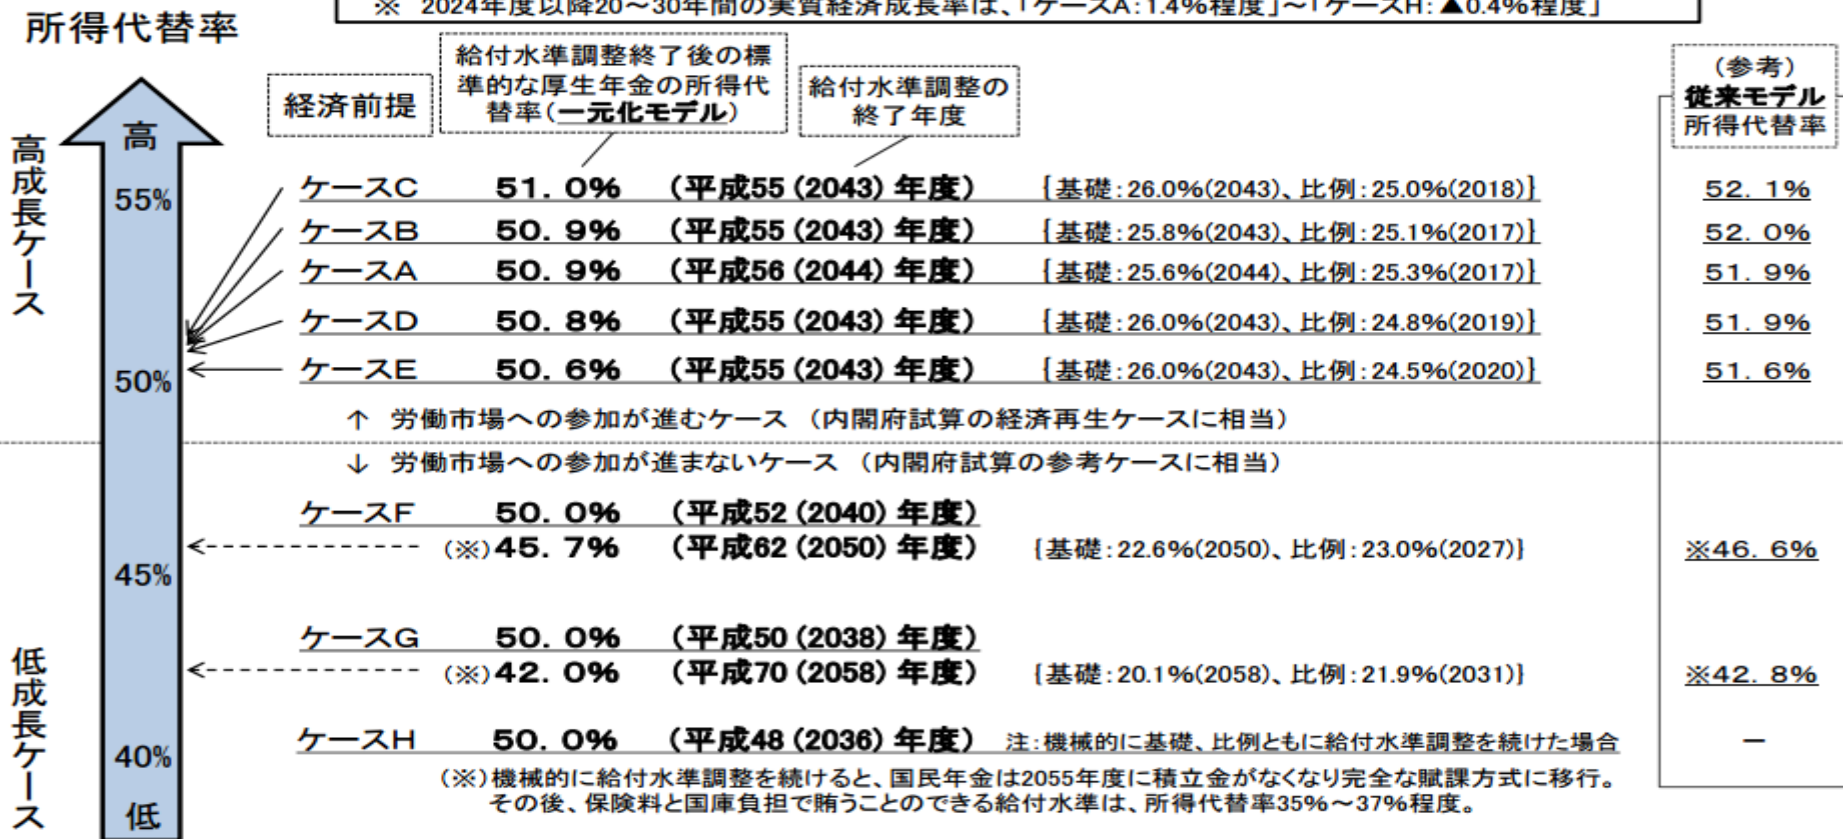 ※ 2024年度以降20～30年間の実質経済成長率は、「ケースA：1.4%程度」～「ケースH：▲0.4%程度」
所得代替率
経済前提
給付水準調整終了後の標
準的な厚生年金の所得代
替率(一元化モデル)
給付水準調整の
終了年度
(参考)
従来モデル
所得代替率
高成長ケース
高
55%
50%
45%
40%
低
低成長ケース
ケースC 51．0% (平成55 (2043) 年度) {基礎：26.0%(2043)、比例：25.0%(2018)} 52．1%
ケースB 50．9% (平成55 (2043) 年度) {基礎：25.8%(2043)、比例：25.1%(2017)} 52．0%
ケースA 50．9% (平成56 (2044) 年度) {基礎：25.6%(2044)、比例：25.3%(2017)} 51．9%
ケースD 50．8% (平成55 (2043) 年度) {基礎：26.0%(2043)、比例：24.8%(2019)} 51．9%
ケースE 50．6% (平成55 (2043) 年度) {基礎：26.0%(2043)、比例：24.5%(2020)} 51．6%
↑ 労働市場への参加が進むケース (内閣府試算の経済再生ケースに相当)
↓ 労働市場への参加が進まないケース (内閣府試算の参考ケースに相当)
ケースF 50．0% (平成52 (2040) 年度)
(※) 45．7% (平成62 (2050) 年度) {基礎：22.6%(2050)、比例：23.0%(2027)} ※46．6%
ケースG 50．0% (平成50 (2038) 年度)
(※) 42．0% (平成70 (2058) 年度) {基礎：20.1%(2058)、比例：21.9%(2031)} ※42．8%
ケースH 50．0% (平成48 (2036) 年度) 注：機械的に基礎、比例ともに給付水準調整を続けた場合 －
(※)機械的に給付水準調整を続けると、国民年金は2055年度に積立金がなくなり完全な賦課方式に移行。
その後、保険料と国庫負担で賄うことのできる給付水準は、所得代替率35%～37%程度。